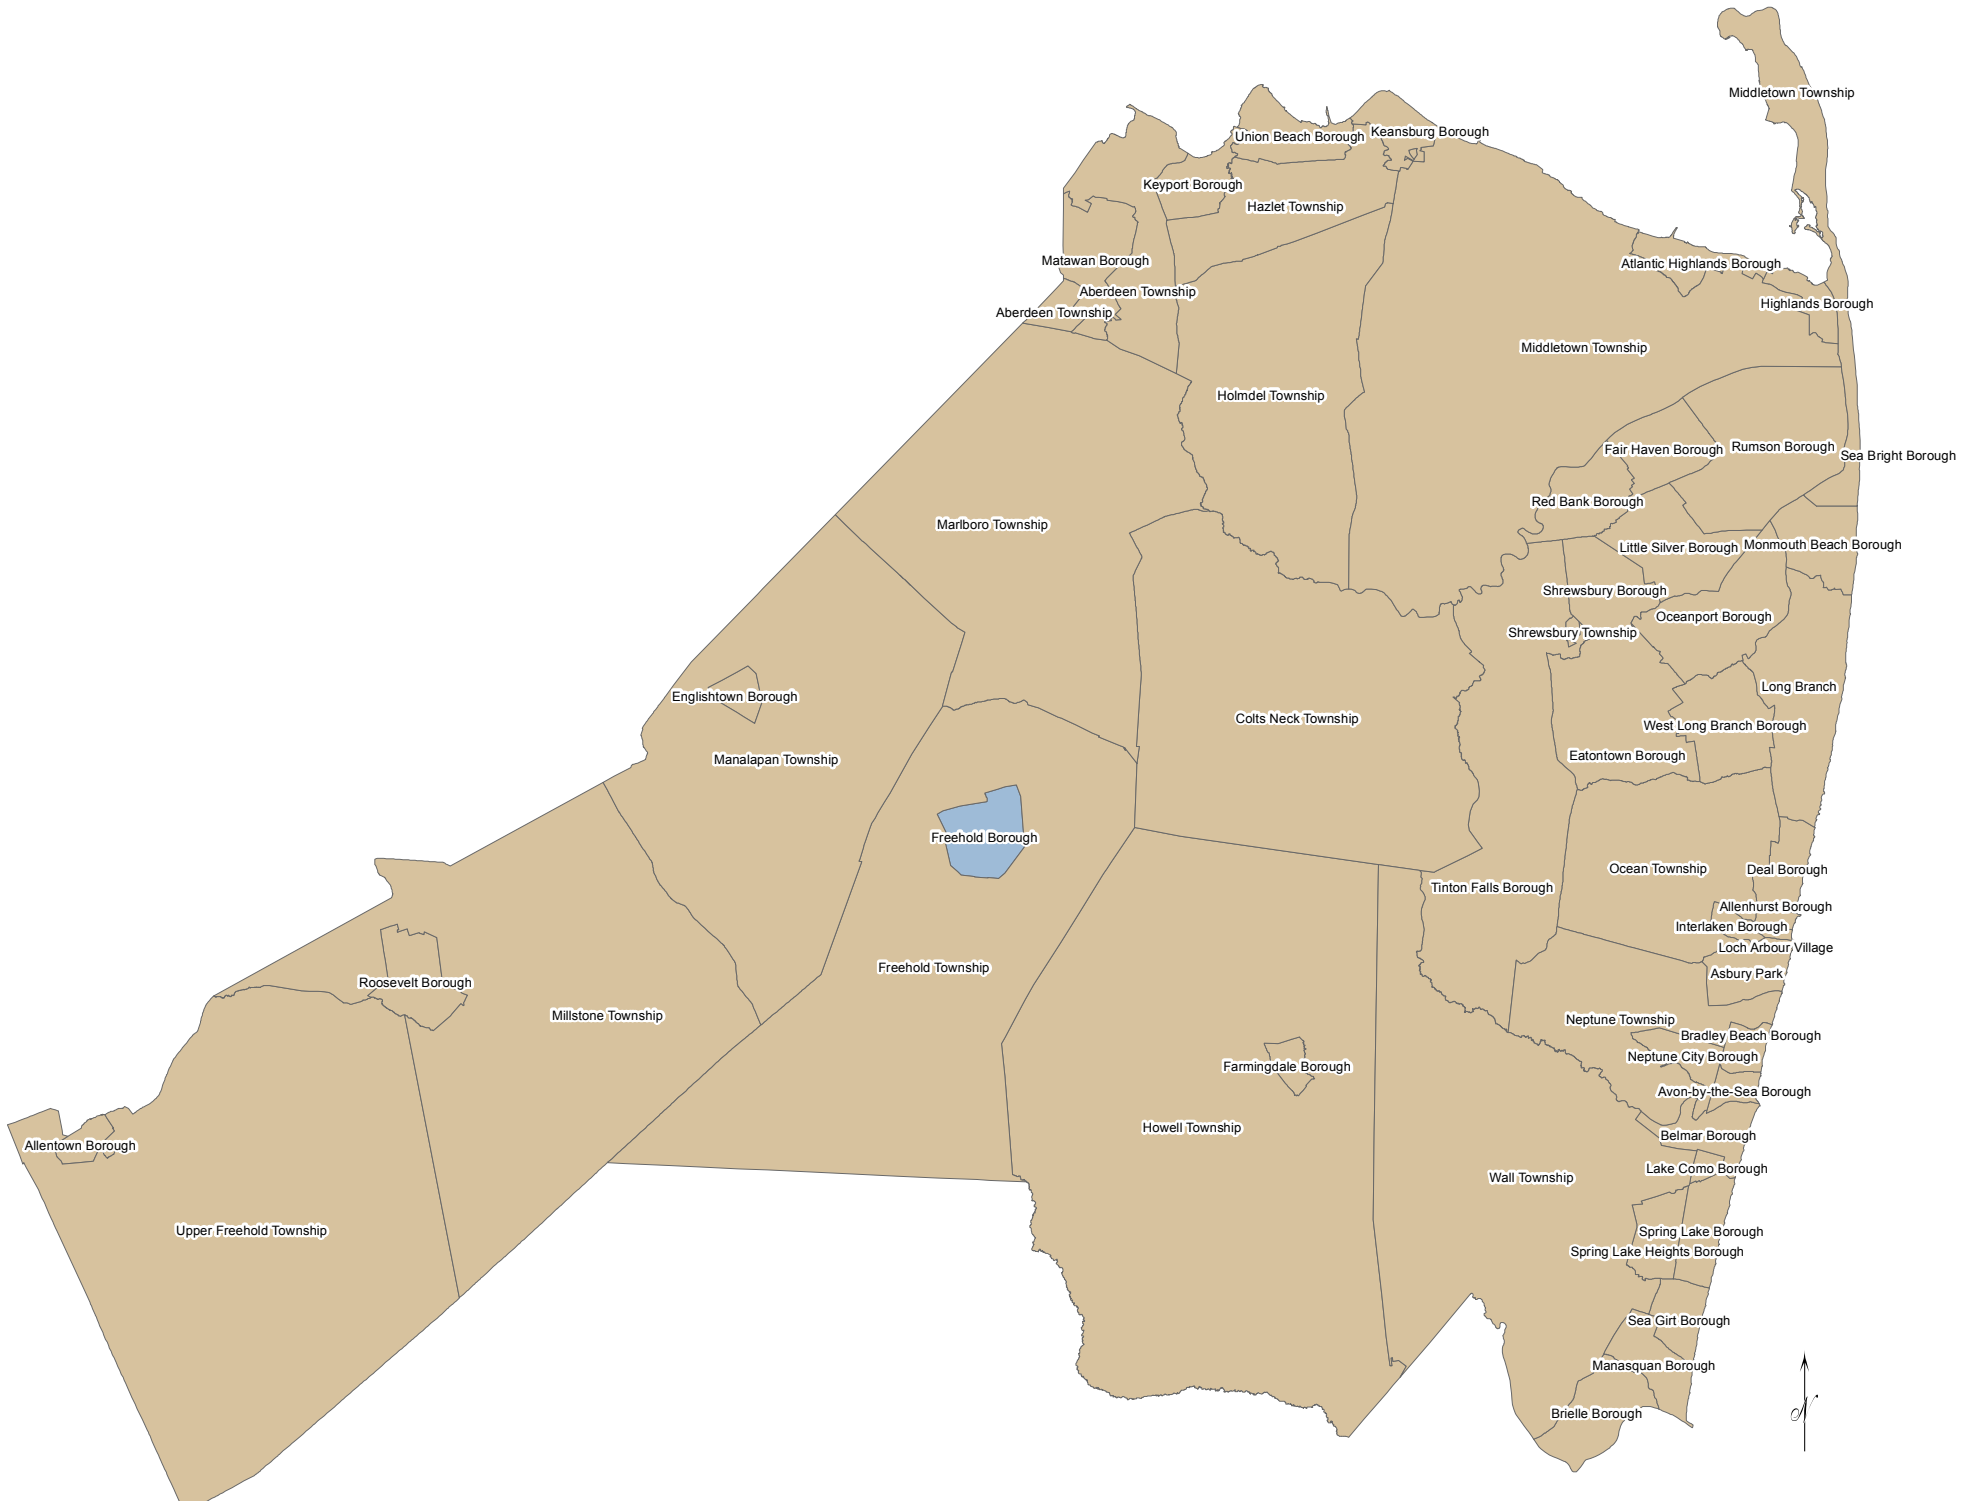 Middletown Township
Keansburg Borough
Union Beach Borough
Keyport Borough
Hazlet Township
Matawan Borough
Atlantic Highlands Borough
Aberdeen Township
Highlands Borough
Aberdeen Township
Middletown Township
Holmdel Township
Rumson Borough
Fair Haven Borough
Sea Bright Borough
Red Bank Borough
Marlboro Township
Monmouth Beach Borough
Little Silver Borough
Shrewsbury Borough
Oceanport Borough
Shrewsbury Township
Long Branch
Englishtown Borough
Colts Neck Township
West Long Branch Borough
Eatontown Borough
Manalapan Township
Freehold Borough
Ocean Township
Deal Borough
Tinton Falls Borough
Allenhurst Borough
Interlaken Borough
Loch Arbour Village
Freehold Township
Asbury Park
Roosevelt Borough
Millstone Township
Neptune Township
Bradley Beach Borough
Neptune City Borough
Farmingdale Borough
Avon-by-the-Sea Borough
Howell Township
Belmar Borough
Allentown Borough
Lake Como Borough
Wall Township
Upper Freehold Township
Spring Lake Borough
Spring Lake Heights Borough
Sea Girt Borough
Manasquan Borough
Brielle Borough
N